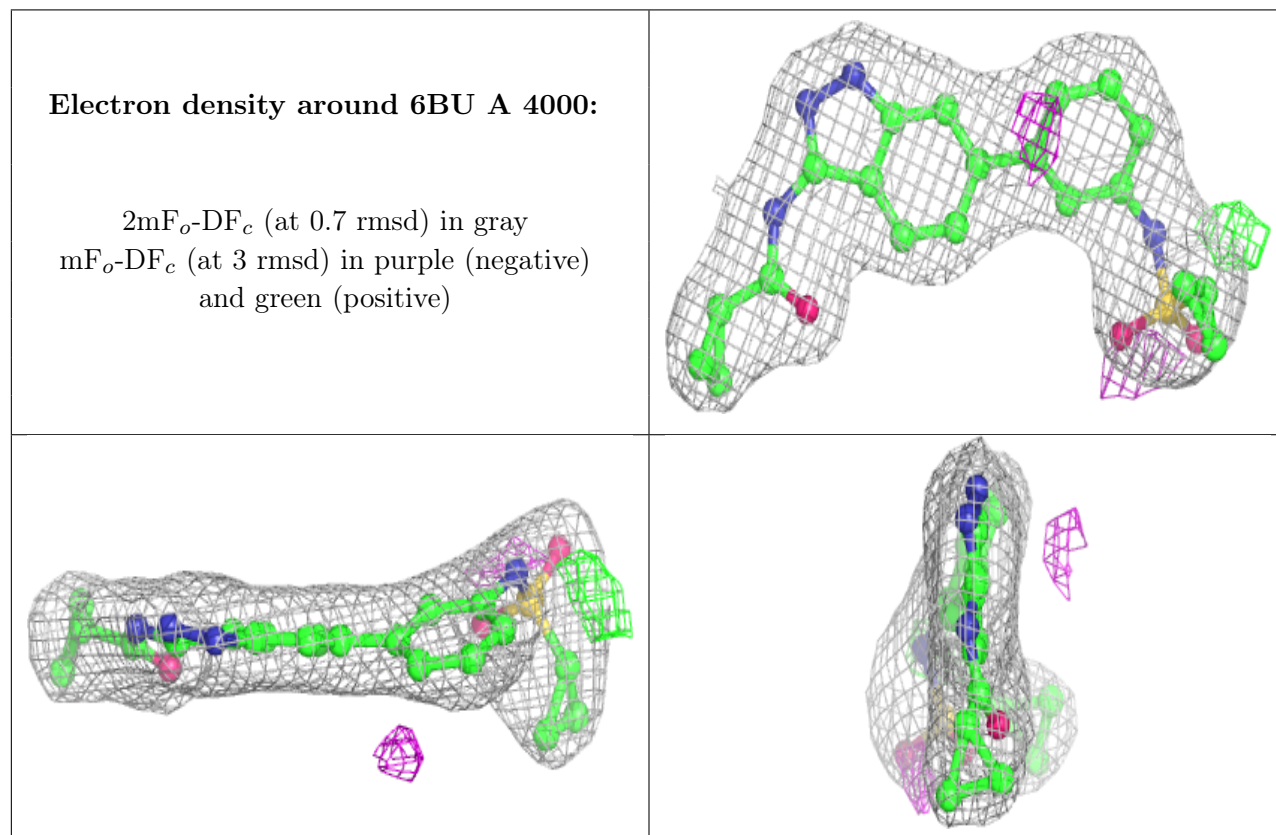 Electron density around 6BU A 4000:
2mFo-DFc (at 0.7 rmsd) in gray
mFo-DFc (at 3 rmsd) in purple (negative)
and green (positive)